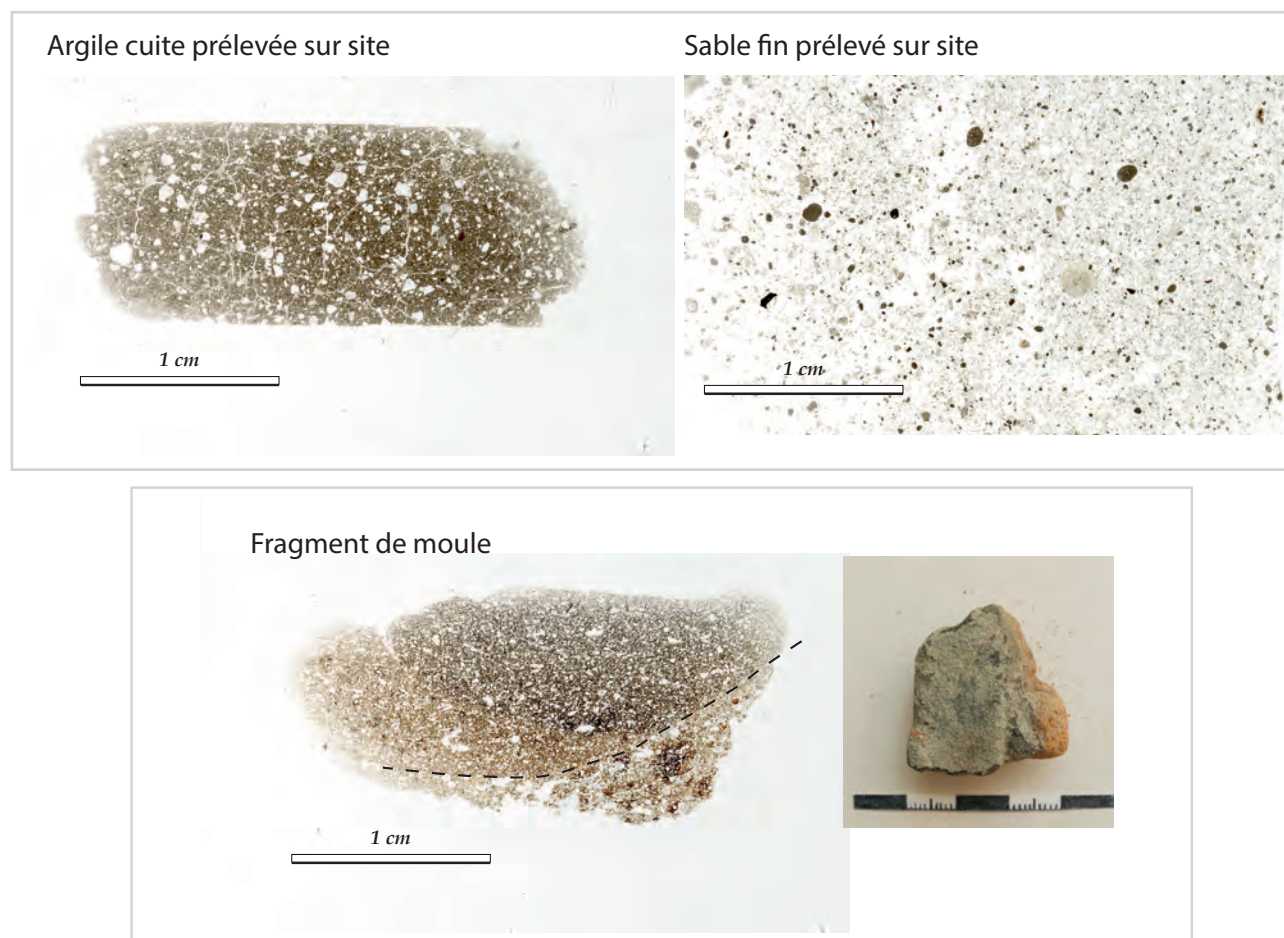 Argile cuite prélevée sur site
Sable fin prélevé sur site
1 cm
1 cm
Fragment de moule
1 cm